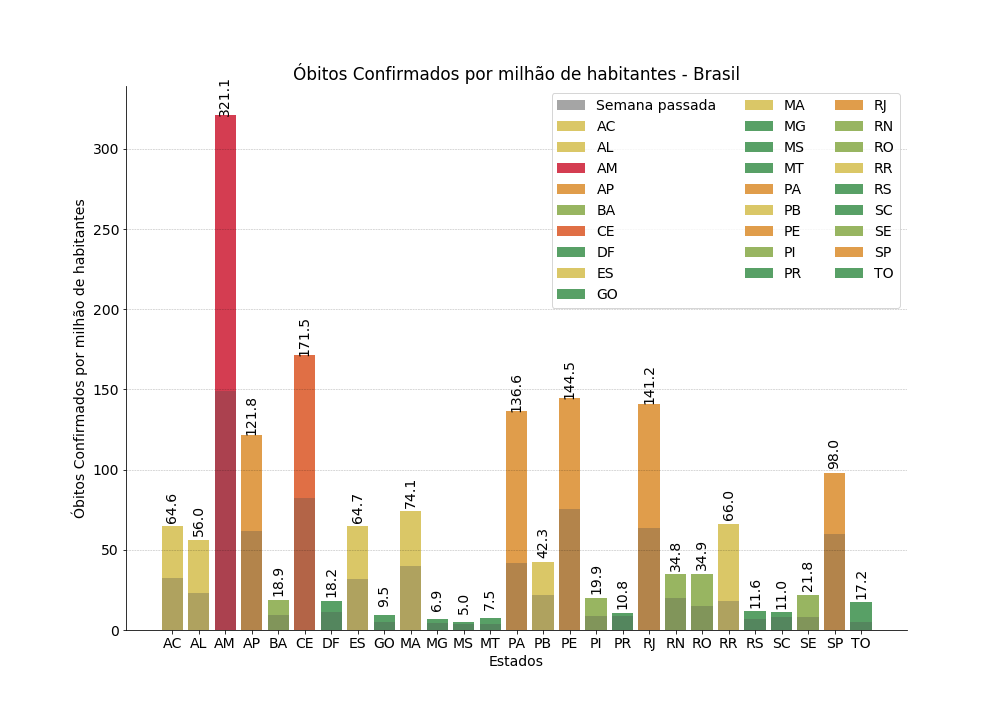 Óbitos Confirmados por milhão de habitantes - Brasil
Semana passada
AC
AL
AM
AP
BA
CE
DF
ES
GO
MA
MG
MS
MT
PA
PB
PE
PI
PR
RJ
RN
RO
RR
RS
SC
SE
SP
TO
Óbitos Confirmados por milhão de habitantes
300
250
200
150
100
50
0
64.6
56.0
321.1
121.8
18.9
171.5
18.2
64.7
9.5
74.1
6.9
5.0
7.5
136.6
42.3
144.5
19.9
10.8
141.2
34.8
34.9
66.0
11.6
11.0
21.8
98.0
17.2
AC AL AM AP BA CE DF ES GO MA MG MS MT PA PB PE PI PR RJ RN RO RR RS SC SE SP TO
Estados